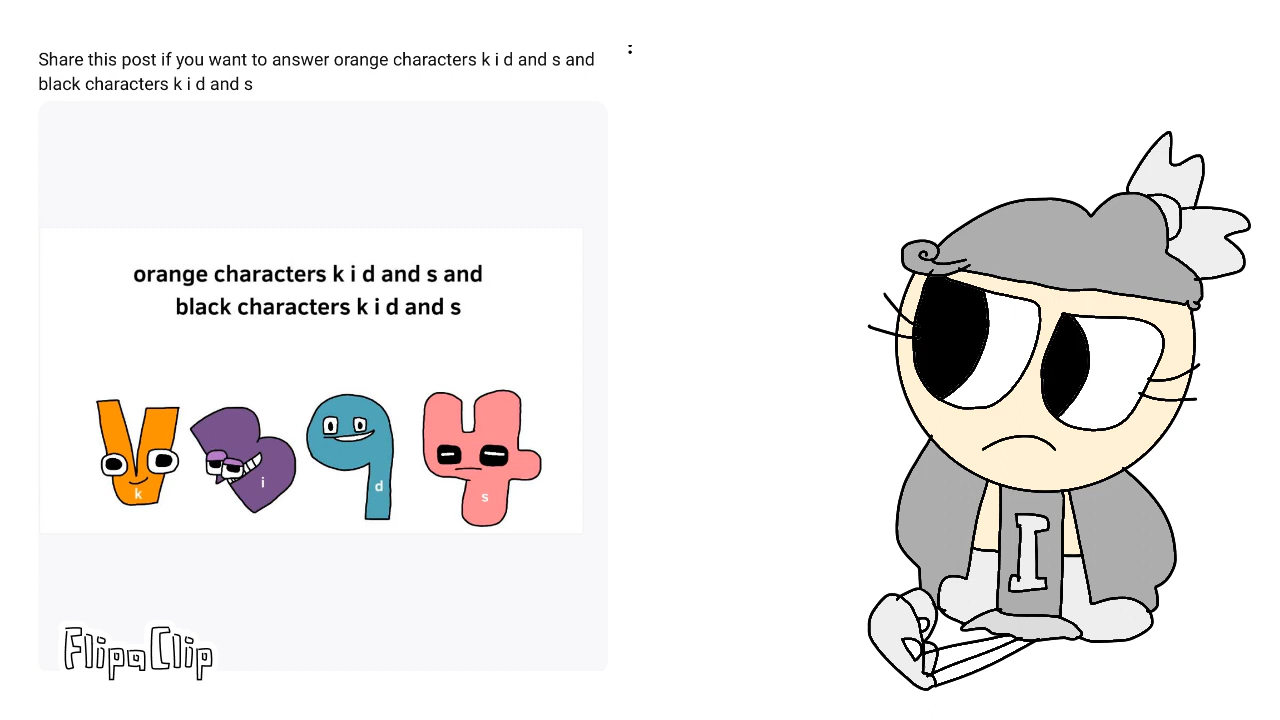 Share this post if you want to answer orange characters k i d and s and
black characters k i d and s
orange characters k i d and s and
black characters k i d and s
k
i
d
s
I
FlipaClip